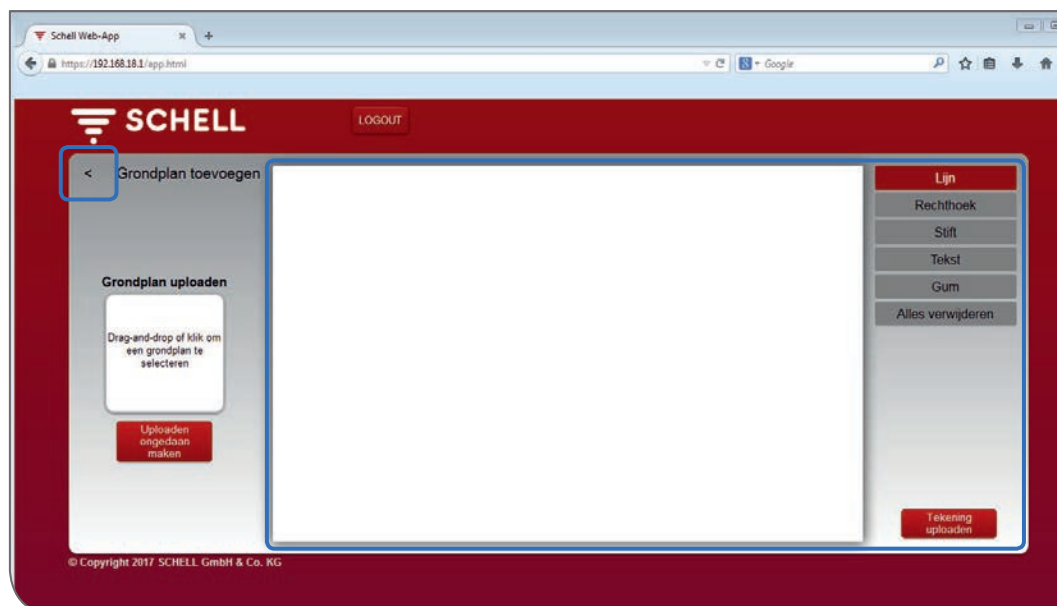 Schell Web-App
https://192.168.18.1/app.html
Google
SCHELL
LOGOUT
< Grondplan toevoegen
Grondplan uploaden
Drag-and-drop of klik om
een grondplan te
selecteren
Uploaden
ongedaan
maken
Lijn
Rechthoek
Stift
Tekst
Gum
Alles verwijderen
Tekening
uploaden
© Copyright 2017 SCHELL GmbH & Co. KG